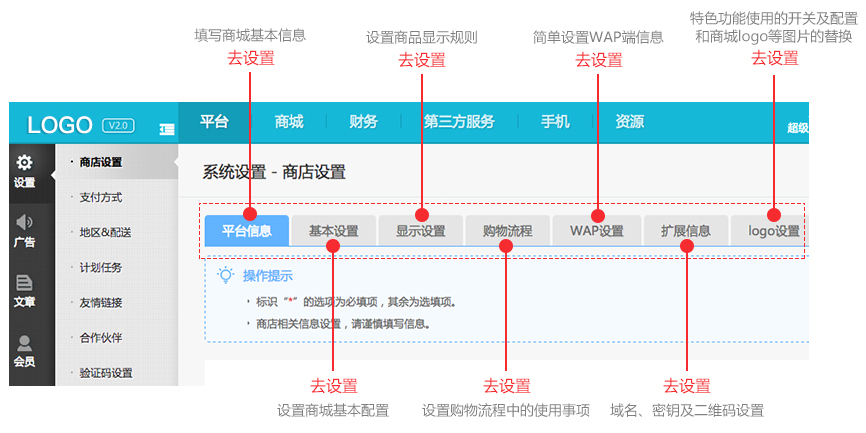 填写商城基本信息
去设置
设置商品显示规则
去设置
简单设置WAP端信息
去设置
特色功能使用的开关及配置
和商城logo等图片的替换
去设置
LOGO V2.0
平台 商城 财务 第三方服务 手机 资源
超级
设置
广告
文章
会员
· 商店设置
· 支付方式
· 地区&配送
· 计划任务
· 友情链接
· 合作伙伴
· 验证码设置
系统设置 - 商店设置
平台信息 基本设置 显示设置 购物流程 WAP设置 扩展信息 logo设置
操作提示
· 标识“*”的选项为必填项，其余为选填项。
· 商店相关信息设置，请谨慎填写信息。
去设置
设置商城基本配置
去设置
设置购物流程中的使用事项
去设置
域名、密钥及二维码设置